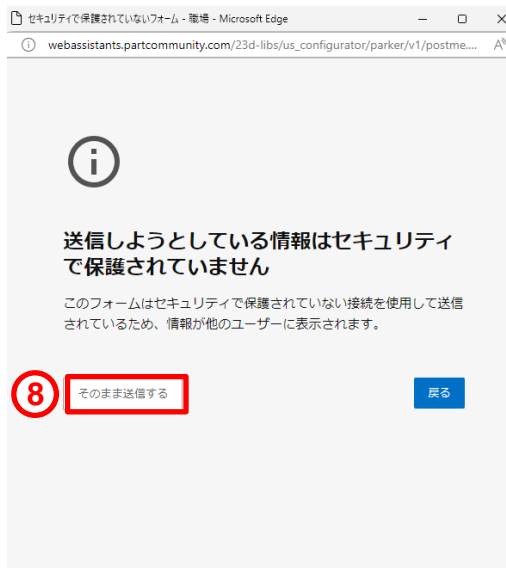 セキュリティで保護されていないフォーム - 職場 - Microsoft Edge
webassistants.partcommunity.com/23d-libs/us_configurator/parker/v1/postme....
送信しようとしている情報はセキュリティ
で保護されていません
このフォームはセキュリティで保護されていない接続を使用して送信
されているため、情報が他のユーザーに表示されます。
8 そのまま送信する 戻る